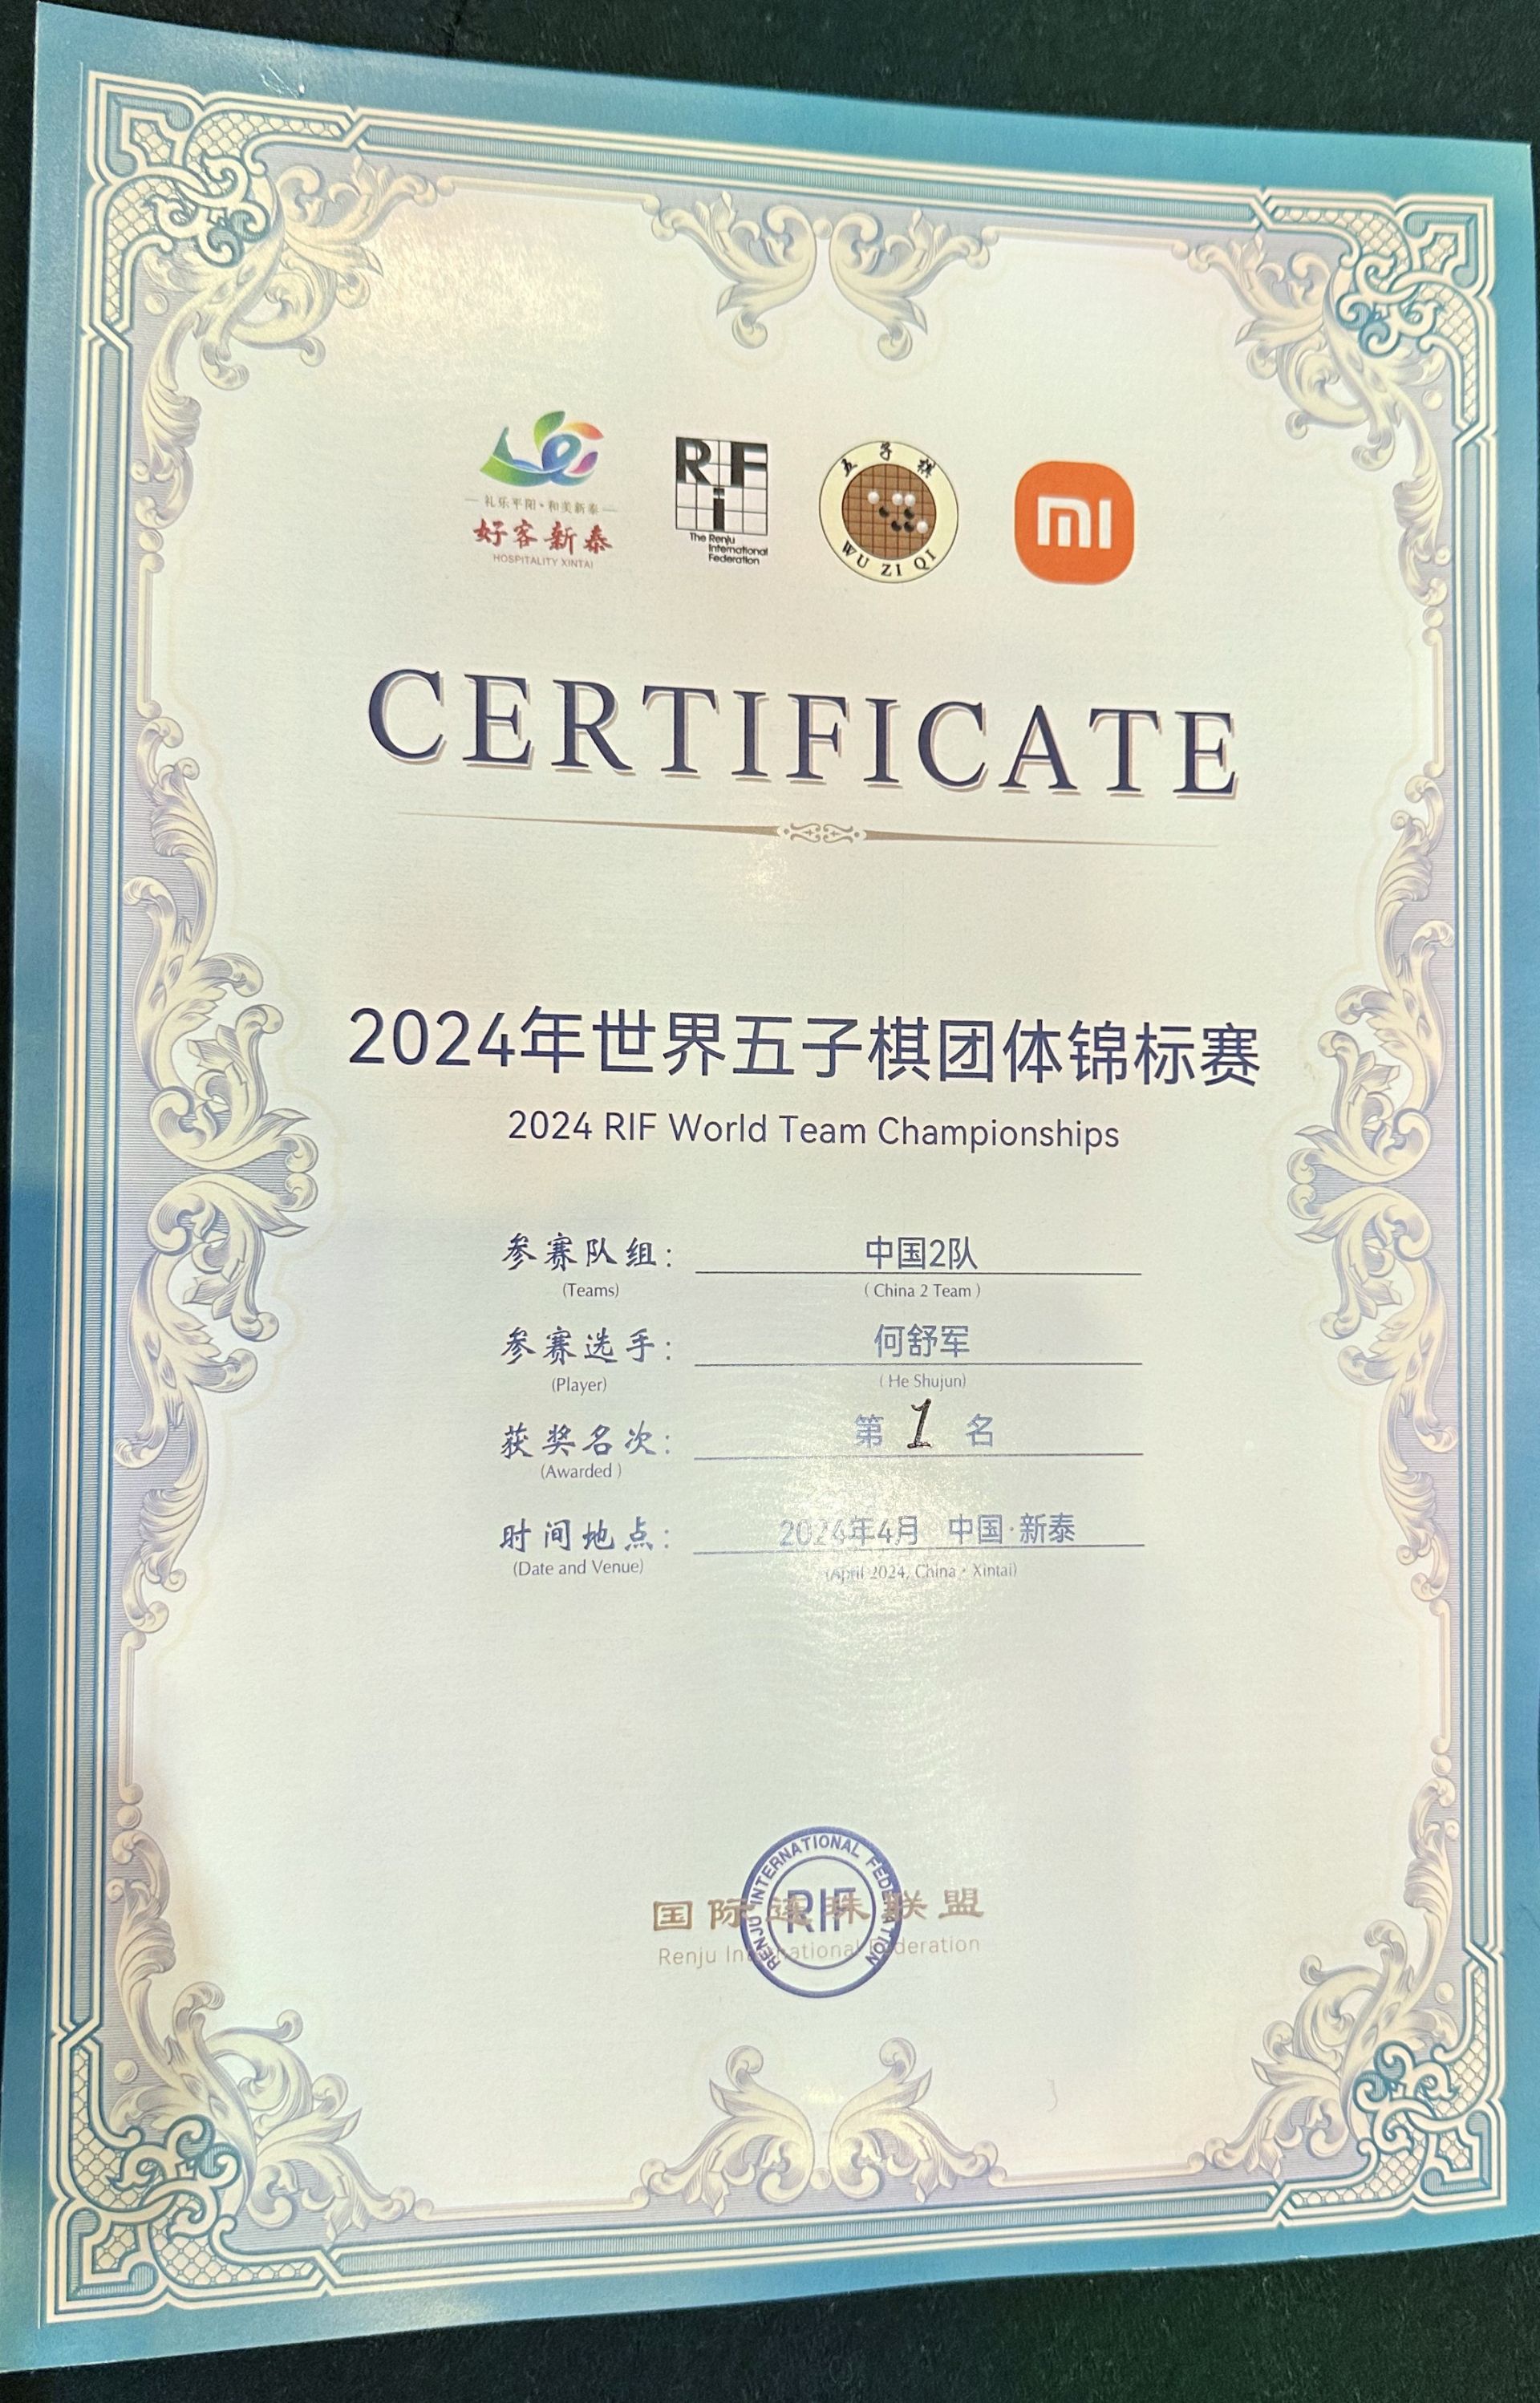 礼乐平阳·和美新泰
好客新泰
HOSPITALITY XINTAI
RiF
The Renju
International
Federation
五子棋
WU ZI QI
mi
CERTIFICATE
2024年世界五子棋团体锦标赛
2024 RIF World Team Championships
参赛队组: 中国2队
(Teams) ( China 2 Team )
参赛选手: 何舒军
(Player) ( He Shujun)
获奖名次: 第 1 名
(Awarded )
时间地点: 2024年4月 中国·新泰
(Date and Venue) (April 2024, China · Xintai)
国际连珠联盟
Renju International Federation
RENJU INTERNATIONAL FEDERATION
RIF